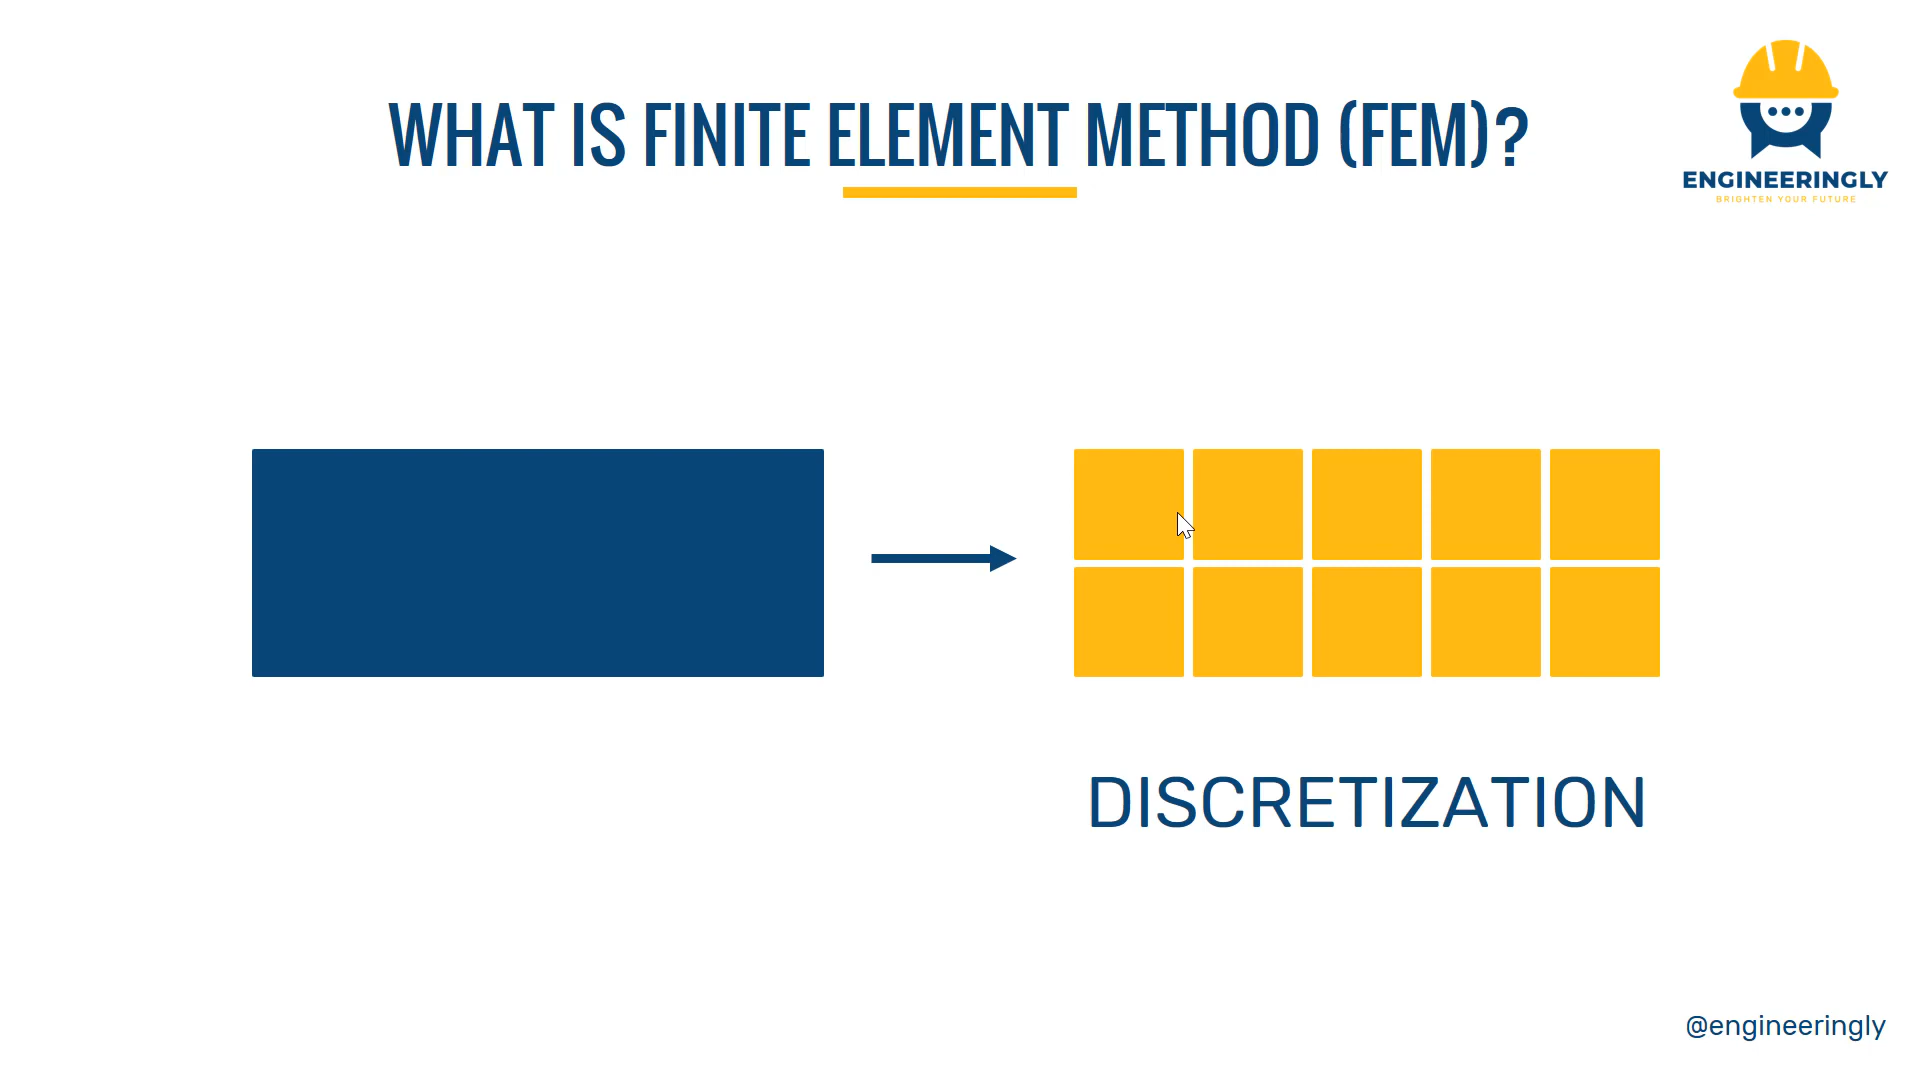 WHAT IS FINITE ELEMENT METHOD (FEM)?
ENGINEERINGLY
BRIGHTEN YOUR FUTURE
DISCRETIZATION
@engineeringly